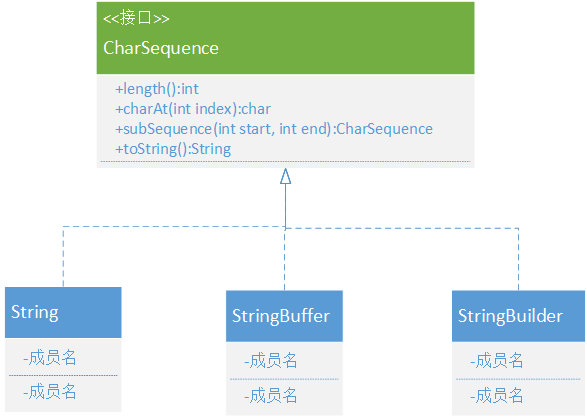 <<接口>>
CharSequence
+length():int
+charAt(int index):char
+subSequence(int start, int end):CharSequence
+toString():String
String
-成员名
-成员名
StringBuffer
-成员名
-成员名
StringBuilder
-成员名
-成员名